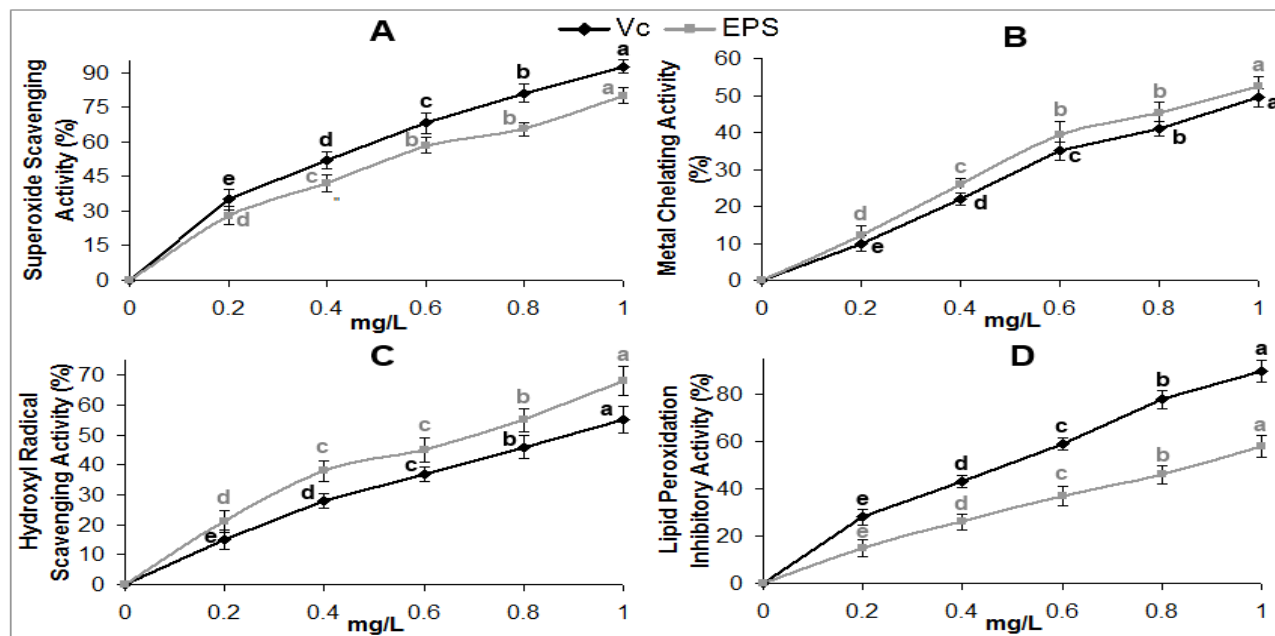 Vc EPS
A
Superoxide Scavenging
Activity (%)
90
75
60
45
30
15
0
e
d
c
b
a
d
c
b
b
a
"
0 0.2 0.4 0.6 0.8 1
mg/L
B
Metal Chelating Activity
(%)
60
50
40
30
20
10
0
d
c
b
b
a
e
d
c
b
a
0 0.2 0.4 0.6 0.8 1
mg/L
C
Hydroxyl Radical
Scavenging Activity (%)
70
60
50
40
30
20
10
0
d
c
c
b
a
e
d
c
b
a
0 0.2 0.4 0.6 0.8 1
mg/L
D
Lipid Peroxidation
Inhibitory Activity (%)
80
60
40
20
0
e
d
c
b
a
e
d
c
b
a
0 0.2 0.4 0.6 0.8 1
mg/L